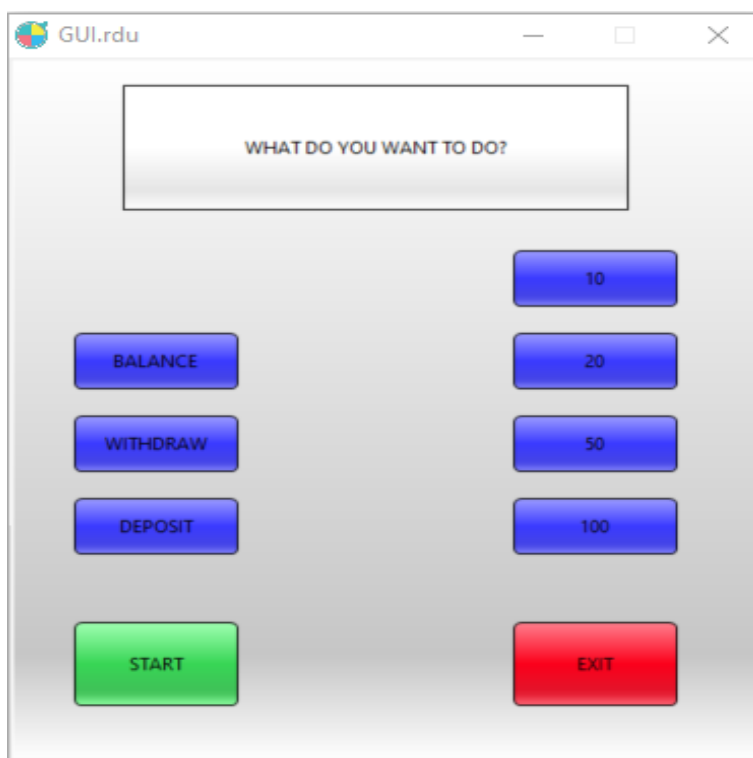 GUI.rdu
WHAT DO YOU WANT TO DO?
10
BALANCE
20
WITHDRAW
50
DEPOSIT
100
START
EXIT